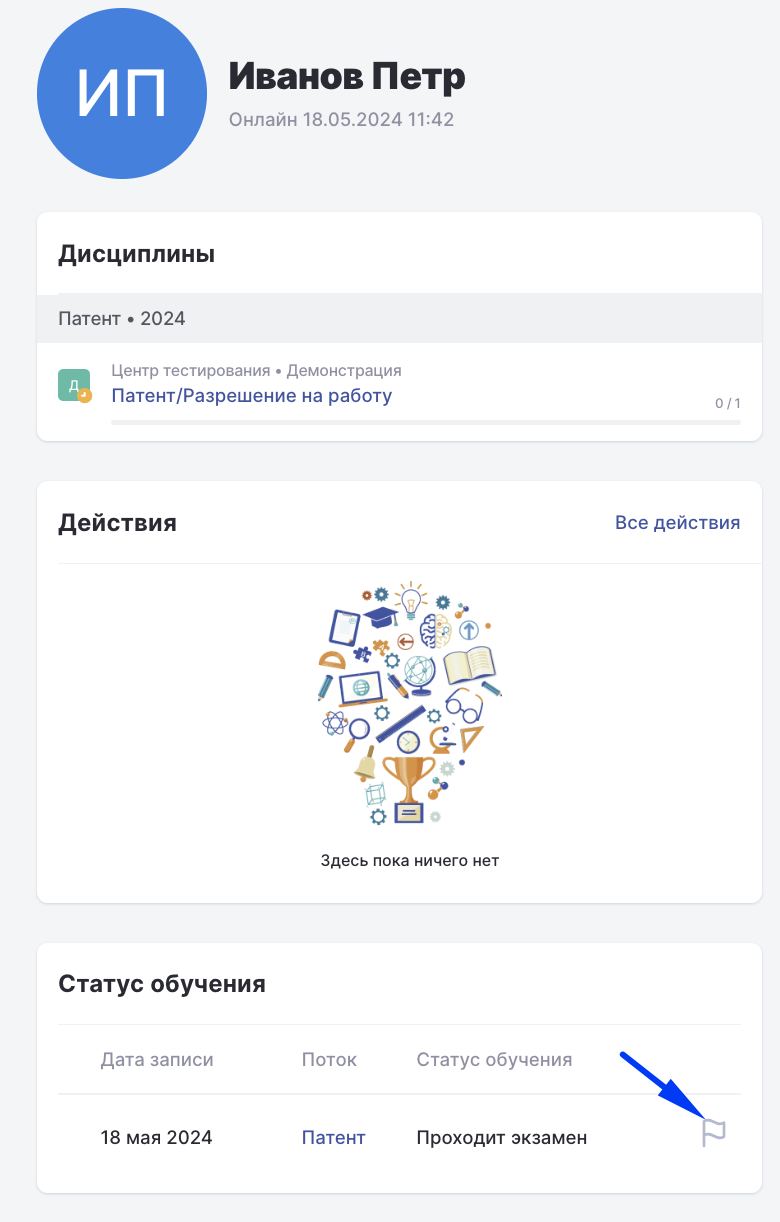 ИП
Иванов Петр
Онлайн 18.05.2024 11:42
Дисциплины
Патент • 2024
Д
Центр тестирования • Демонстрация
Патент/Разрешение на работу
0 / 1
Действия
Все действия
Здесь пока ничего нет
Статус обучения
Дата записи Поток Статус обучения
18 мая 2024 Патент Проходит экзамен